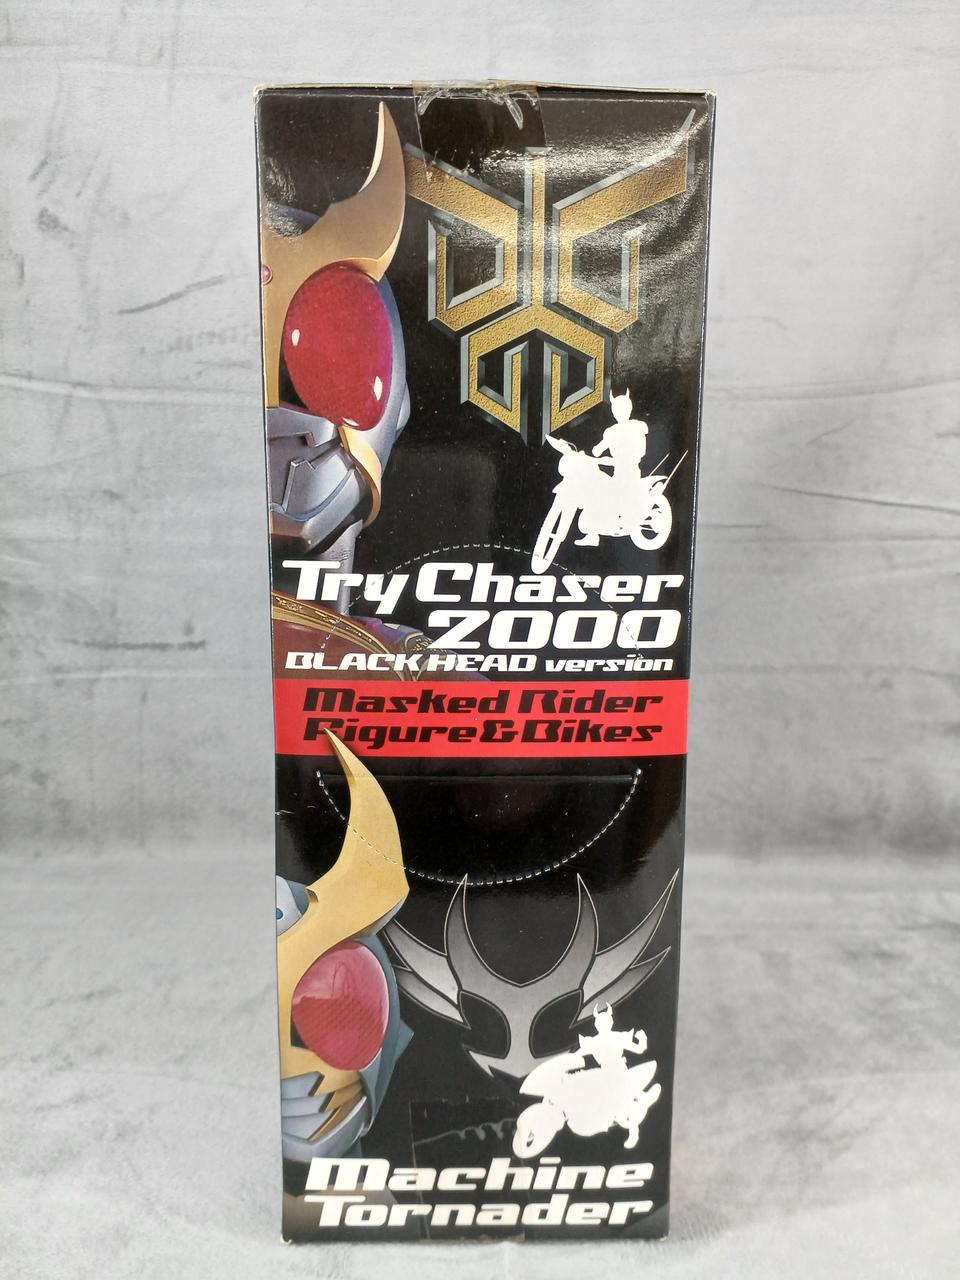 Try Chaser
2000
BLACK HEAD version
Masked Rider
Figure&Bikes
Machine
Tornader